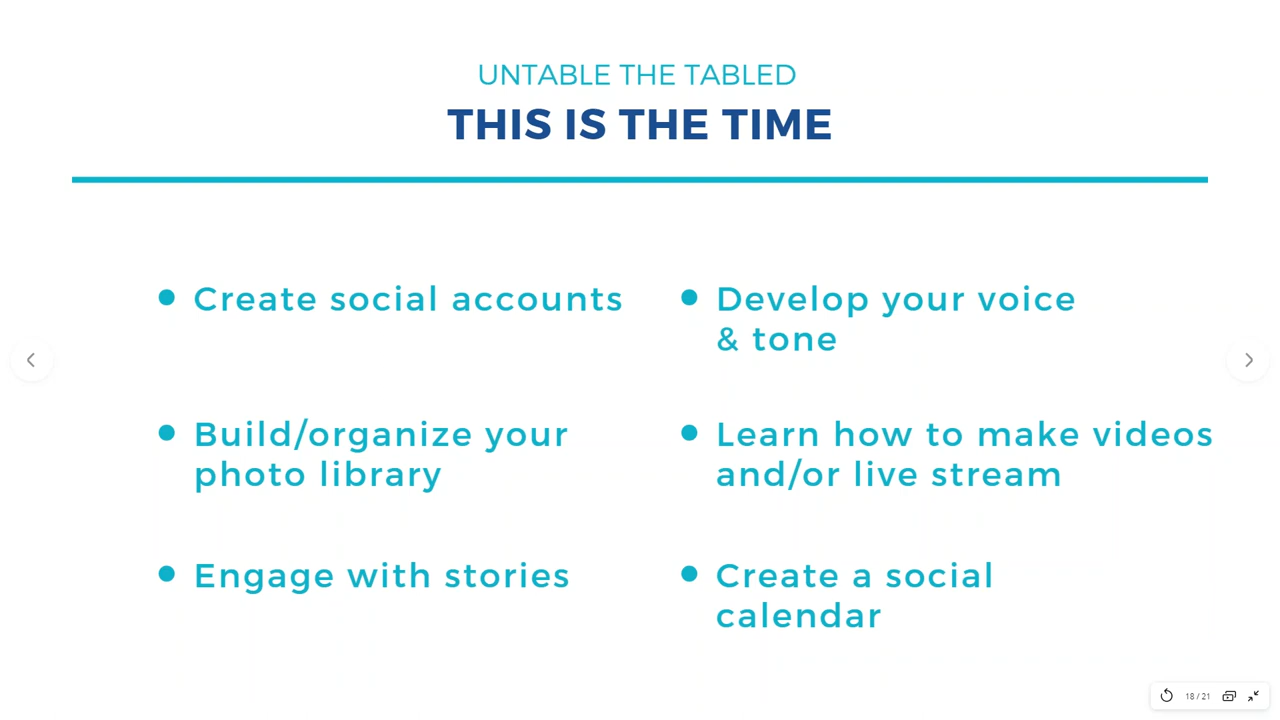 UNTABLE THE TABLED
THIS IS THE TIME
• Create social accounts
• Build/organize your
photo library
• Engage with stories
• Develop your voice
& tone
• Learn how to make videos
and/or live stream
• Create a social
calendar
18 / 21